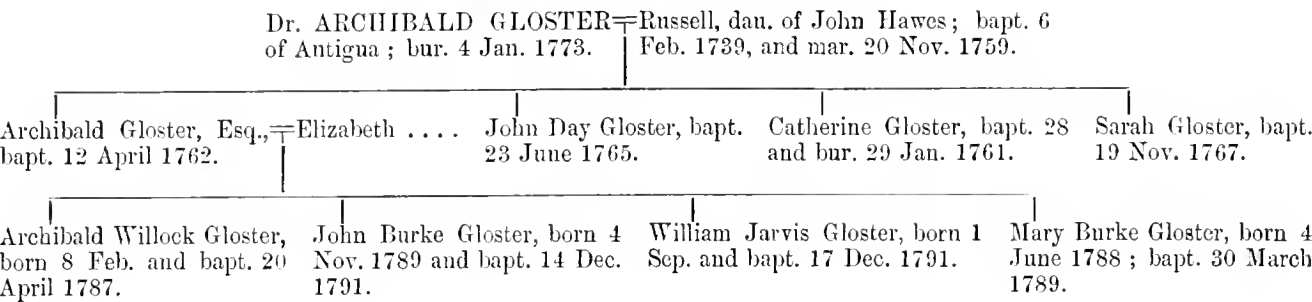 Dr. ARCHIBALD GLOSTER=Russell, dau. of John Hawes; bapt. 6
of Antigua; bur. 4 Jan. 1773. Feb. 1739, and mar. 20 Nov. 1759.
Archibald Gloster, Esq.,=Elizabeth ....
bapt. 12 April 1762.
John Day Gloster, bapt.
23 June 1765.
Catherine Gloster, bapt. 28
and bur. 29 Jan. 1761.
Sarah Gloster, bapt.
19 Nov. 1767.
Archibald Willock Gloster,
born 8 Feb. and bapt. 20
April 1787.
John Burke Gloster, born 4
Nov. 1789 and bapt. 14 Dec.
1791.
William Jarvis Gloster, born 1
Sep. and bapt. 17 Dec. 1791.
Mary Burke Gloster, born 4
June 1788; bapt. 30 March
1789.